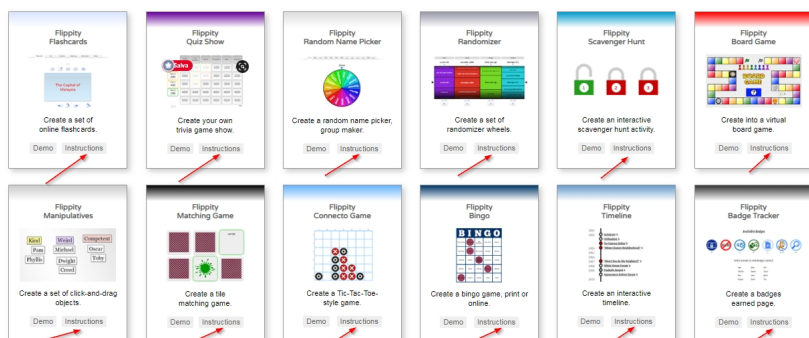 Flippity
Flashcards
The Capital of
Create a set of
online flashcards.
Demo Instructions
Flippity
Quiz Show
Salva
Create your own
trivia game show.
Demo Instructions
Flippity
Random Name Picker
Create a random name picker,
group maker.
Demo Instructions
Flippity
Randomizer
Create a set of
randomizer wheels.
Demo Instructions
Flippity
Scavenger Hunt
1 2 3
Create an interactive
scavenger hunt activity.
Demo Instructions
Flippity
Board Game
BOARD
GAME
Create into a virtual
board game.
Demo Instructions
Flippity
Manipulatives
Kind Weird Competent
Pam Michael Oscar
Phyllis Dwight Toby
Creed
Create a set of click-and-drag
objects.
Demo Instructions
Flippity
Matching Game
Create a tile
matching game.
Demo Instructions
Flippity
Connecto Game
Create a Tic-Tac-Toe-
style game.
Demo Instructions
Flippity
Bingo
BINGO
Create a bingo game, print or
online.
Demo Instructions
Flippity
Timeline
Create an interactive
timeline.
Demo Instructions
Flippity
Badge Tracker
Create a badges
earned page.
Demo Instructions